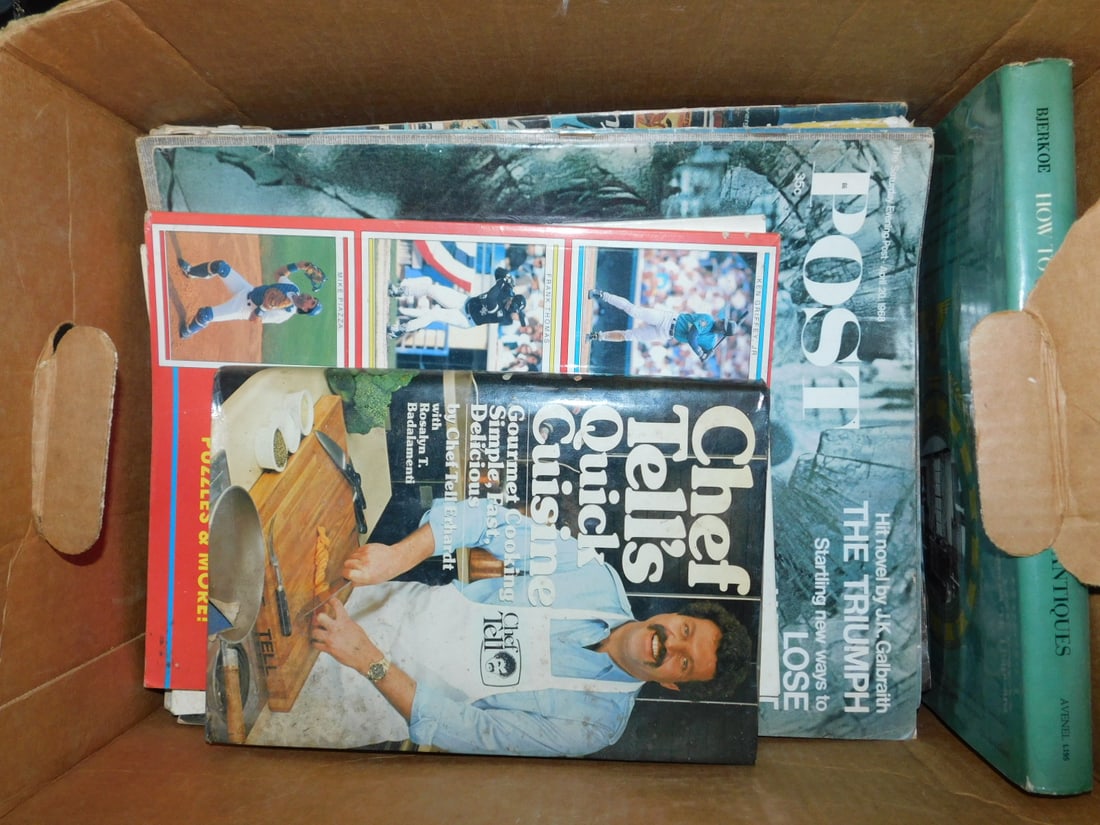 Chef
Tell's
Quick
Cuisine
Gourmet Cooking
Simple, Fast,
Delicious
by Chef Tell Erhardt
with
Rosalyn T.
Badalamenti
Chef
Tell
TELL
MIKE PIAZZA
FRANK THOMAS
KEN GRIFFEY, JR.
PUZZLES & MORE!
POST
35¢
Hit novel by J.K. Galbraith
THE TRIUMPH
Startling new ways to
LOSE
BJERKOE HOW TO ANTIQUES AVENEL